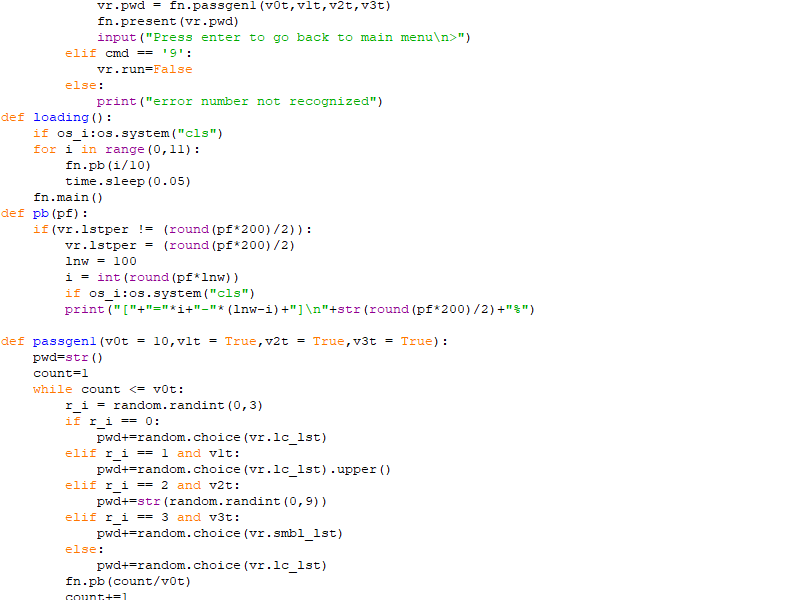 vr.pwd = fn.passgen1(v0t,v1t,v2t,v3t)
            fn.present(vr.pwd)
            input("Press enter to go back to main menu\n>")
        elif cmd == '9':
            vr.run=False
        else:
            print("error number not recognized")
def loading():
    if os_i:os.system("cls")
    for i in range(0,11):
        fn.pb(i/10)
        time.sleep(0.05)
    fn.main()
def pb(pf):
    if(vr.lstper != (round(pf*200)/2)):
        vr.lstper = (round(pf*200)/2)
        lnw = 100
        i = int(round(pf*lnw))
        if os_i:os.system("cls")
        print("["+"="*i+"-"*(lnw-i)+"]\n"+str(round(pf*200)/2)+"%")

def passgen1(v0t = 10,v1t = True,v2t = True,v3t = True):
    pwd=str()
    count=1
    while count <= v0t:
        r_i = random.randint(0,3)
        if r_i == 0:
            pwd+=random.choice(vr.lc_lst)
        elif r_i == 1 and v1t:
            pwd+=random.choice(vr.lc_lst).upper()
        elif r_i == 2 and v2t:
            pwd+=str(random.randint(0,9))
        elif r_i == 3 and v3t:
            pwd+=random.choice(vr.smbl_lst)
        else:
            pwd+=random.choice(vr.lc_lst)
        fn.pb(count/v0t)
        count+=1